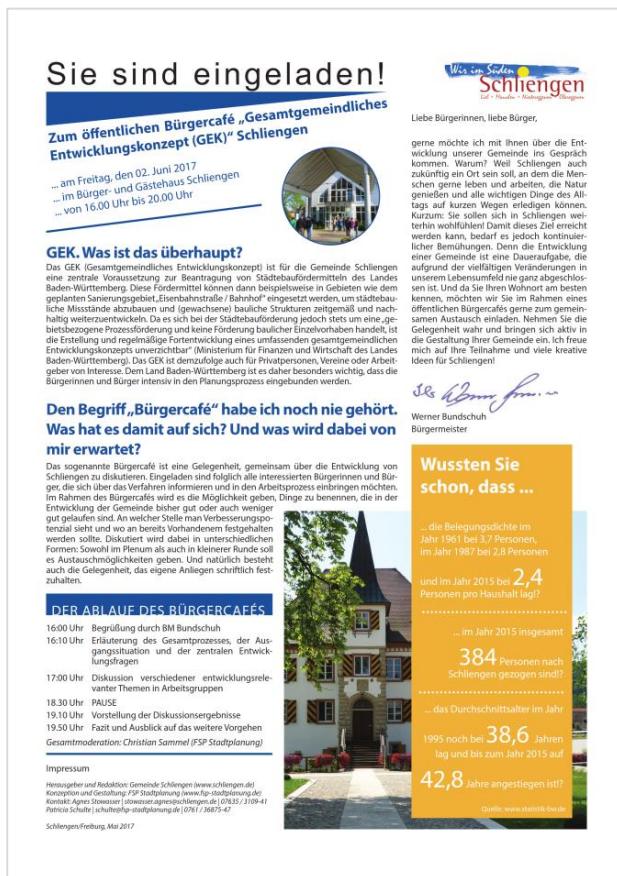 Sie sind eingeladen!
Zum öffentlichen Bürgercafé „Gesamtgemeindliches
Entwicklungskonzept (GEK)“ Schliengen
... am Freitag, den 02. Juni 2017
... im Bürger- und Gästehaus Schliengen
... von 16.00 Uhr bis 20.00 Uhr
GEK. Was ist das überhaupt?
Das GEK (Gesamtgemeindliches Entwicklungskonzept) ist für die Gemeinde Schliengen
eine zentrale Voraussetzung zur Beantragung von Städtebaufördermitteln des Landes
Baden-Württemberg. Diese Fördermittel können dann beispielsweise in Gebieten wie dem
geplanten Sanierungsgebiet „Eisenbahnstraße / Bahnhof“ eingesetzt werden, um städtebau-
liche Missstände abzubauen und (gewachsene) bauliche Strukturen zeitgemäß und nach-
haltig weiterzuentwickeln. Da es sich bei der Städtebauförderung jedoch stets um eine „ge-
bietsbezogene Prozessförderung und keine Förderung baulicher Einzelvorhaben handelt, ist
die Erstellung und regelmäßige Fortentwicklung eines umfassenden gesamtgemeindlichen
Entwicklungskonzepts unverzichtbar“ (Ministerium für Finanzen und Wirtschaft des Landes
Baden-Württemberg). Das GEK ist demzufolge auch für Privatpersonen, Vereine oder Arbeit-
geber von Interesse. Dem Land Baden-Württemberg ist es daher besonders wichtig, dass die
Bürgerinnen und Bürger intensiv in den Planungsprozess eingebunden werden.
Den Begriff „Bürgercafé“ habe ich noch nie gehört.
Was hat es damit auf sich? Und was wird dabei von
mir erwartet?
Das sogenannte Bürgercafé ist eine Gelegenheit, gemeinsam über die Entwicklung von
Schliengen zu diskutieren. Eingeladen sind folglich alle interessierten Bürgerinnen und Bür-
ger, die sich über das Verfahren informieren und in den Arbeitsprozess einbringen möchten.
Im Rahmen des Bürgercafés wird es die Möglichkeit geben, Dinge zu benennen, die in der
Entwicklung der Gemeinde bisher gut oder auch weniger
gut gelaufen sind. An welcher Stelle man Verbesserungspo-
tenzial sieht und wo an bereits Vorhandenem festgehalten
werden sollte. Diskutiert wird dabei in unterschiedlichen
Formen: Sowohl im Plenum als auch in kleinerer Runde soll
es Austauschmöglichkeiten geben. Und natürlich besteht
auch die Gelegenheit, das eigene Anliegen schriftlich fest-
zuhalten.
DER ABLAUF DES BÜRGERCAFÉS
16:00 Uhr Begrüßung durch BM Bundschuh
16:10 Uhr Erläuterung des Gesamtprozesses, der Aus-
gangssituation und der zentralen Entwick-
lungsfragen
17:00 Uhr Diskussion verschiedener entwicklungsrele-
vanter Themen in Arbeitsgruppen
18.30 Uhr PAUSE
19.10 Uhr Vorstellung der Diskussionsergebnisse
19.50 Uhr Fazit und Ausblick auf das weitere Vorgehen
Gesamtmoderation: Christian Sammel (FSP Stadtplanung)
Impressum
Herausgeber und Redaktion: Gemeinde Schliengen (www.schliengen.de)
Konzeption und Gestaltung: FSP Stadtplanung (www.fsp-stadtplanung.de)
Kontakt: Agnes Stowasser | stowasser.agnes@schliengen.de | 07635 / 3109-41
Patricia Schulte | schulte@fsp-stadtplanung.de | 0761 / 36875-47
Schliengen/Freiburg, Mai 2017
Wir im Süden
Schliengen
Liel • Mauchen • Niedereggenen • Obereggenen
Liebe Bürgerinnen, liebe Bürger,
gerne möchte ich mit Ihnen über die Ent-
wicklung unserer Gemeinde ins Gespräch
kommen. Warum? Weil Schliengen auch
zukünftig ein Ort sein soll, an dem die Men-
schen gerne leben und arbeiten, die Natur
genießen und alle wichtigen Dinge des All-
tags auf kurzen Wegen erledigen können.
Kurzum: Sie sollen sich in Schliengen wei-
terhin wohlfühlen! Damit dieses Ziel erreicht
werden kann, bedarf es jedoch kontinuier-
licher Bemühungen. Denn die Entwicklung
einer Gemeinde ist eine Daueraufgabe, die
aufgrund der vielfältigen Veränderungen in
unserem Lebensumfeld nie ganz abgeschlos-
sen ist. Und da Sie Ihren Wohnort am besten
kennen, möchten wir Sie im Rahmen eines
öffentlichen Bürgercafés gerne zum gemein-
samen Austausch einladen. Nehmen Sie die
Gelegenheit wahr und bringen sich aktiv in
die Gestaltung Ihrer Gemeinde ein. Ich freue
mich auf Ihre Teilnahme und viele kreative
Ideen für Schliengen!
Werner Bundschuh
Bürgermeister
Wussten Sie
schon, dass ...
... die Belegungsdichte im
Jahr 1961 bei 3,7 Personen,
im Jahr 1987 bei 2,8 Personen
und im Jahr 2015 bei 2,4
Personen pro Haushalt lag!?
... im Jahr 2015 insgesamt
384 Personen nach
Schliengen gezogen sind!?
... das Durchschnittsalter im Jahr
1995 noch bei 38,6 Jahren
lag und bis zum Jahr 2015 auf
42,8 Jahre angestiegen ist!?
Quelle: www.statistik-bw.de